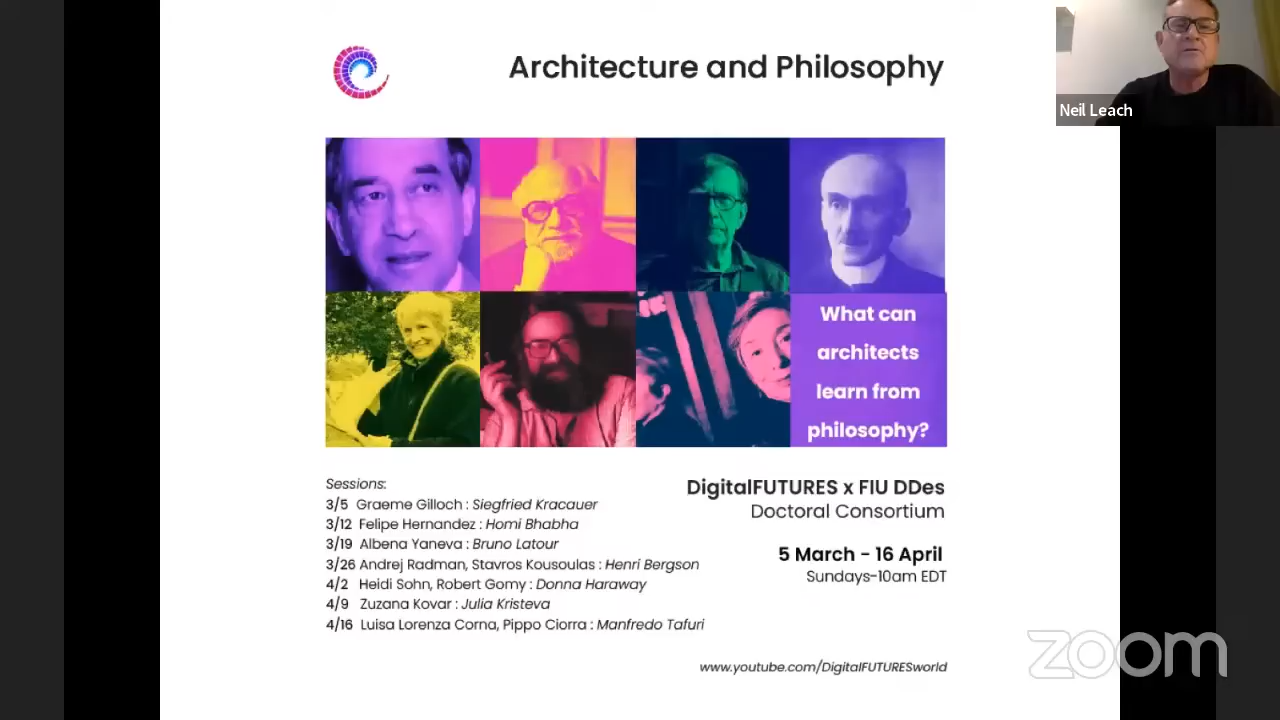 Architecture and Philosophy
Neil Leach
What can
architects
learn from
philosophy?
Sessions:
3/5 Graeme Gilloch : Siegfried Kracauer
3/12 Felipe Hernandez : Homi Bhabha
3/19 Albena Yaneva : Bruno Latour
3/26 Andrej Radman, Stavros Kousoulas : Henri Bergson
4/2 Heidi Sohn, Robert Gomy : Donna Haraway
4/9 Zuzana Kovar : Julia Kristeva
4/16 Luisa Lorenza Corna, Pippo Ciorra : Manfredo Tafuri
DigitalFUTURES x FIU DDes
Doctoral Consortium
5 March - 16 April
Sundays-10am EDT
www.youtube.com/DigitalFUTURESworld
zoom